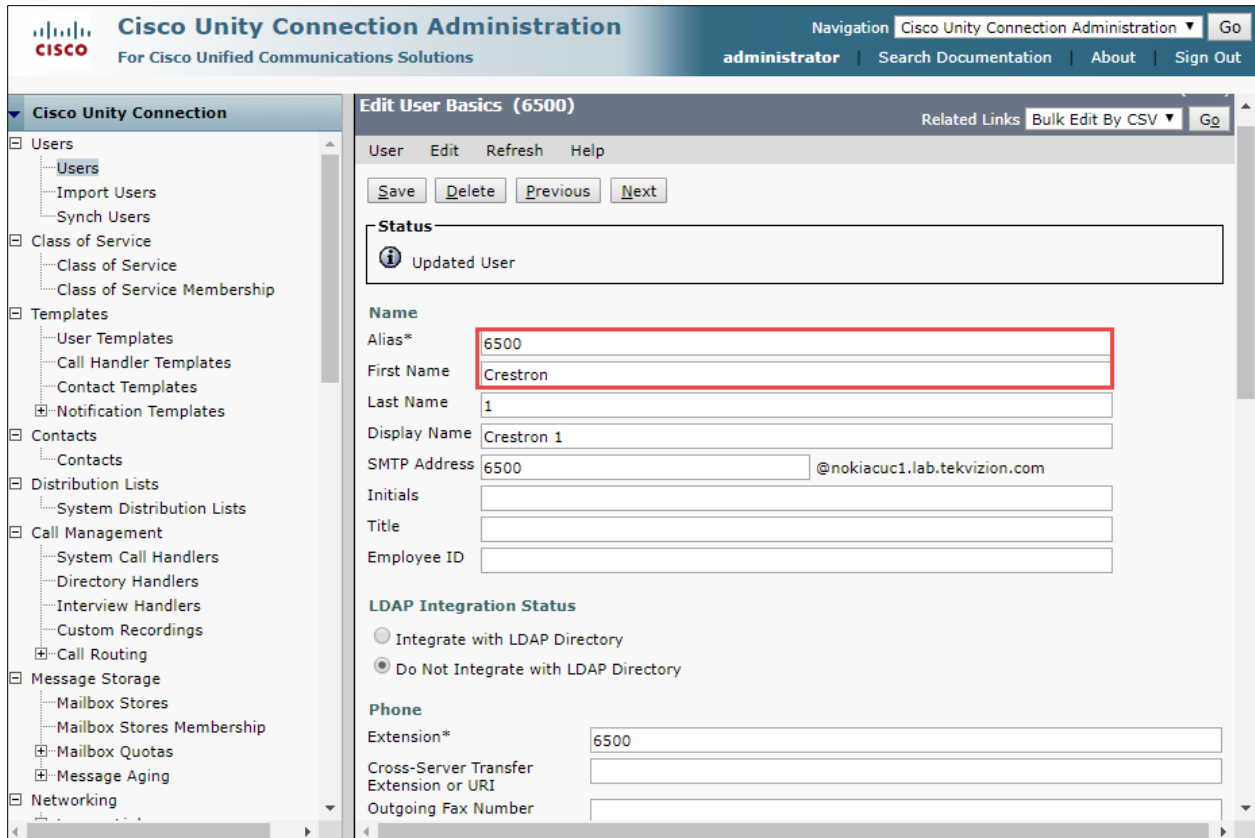 Cisco Unity Connection Administration
For Cisco Unified Communications Solutions
Navigation Cisco Unity Connection Administration Go
administrator | Search Documentation | About | Sign Out
CISCO
Cisco Unity Connection
Users
Users
Import Users
Synch Users
Class of Service
Class of Service
Class of Service Membership
Templates
User Templates
Call Handler Templates
Contact Templates
Notification Templates
Contacts
Contacts
Distribution Lists
System Distribution Lists
Call Management
System Call Handlers
Directory Handlers
Interview Handlers
Custom Recordings
Call Routing
Message Storage
Mailbox Stores
Mailbox Stores Membership
Mailbox Quotas
Message Aging
Networking
Edit User Basics (6500)
Related Links Bulk Edit By CSV Go
User Edit Refresh Help
Save Delete Previous Next
Status
Updated User
Name
Alias* 6500
First Name Crestron
Last Name 1
Display Name Crestron 1
SMTP Address 6500 @nokiacuc1.lab.tekvizion.com
Initials
Title
Employee ID
LDAP Integration Status
Integrate with LDAP Directory
Do Not Integrate with LDAP Directory
Phone
Extension* 6500
Cross-Server Transfer
Extension or URI
Outgoing Fax Number